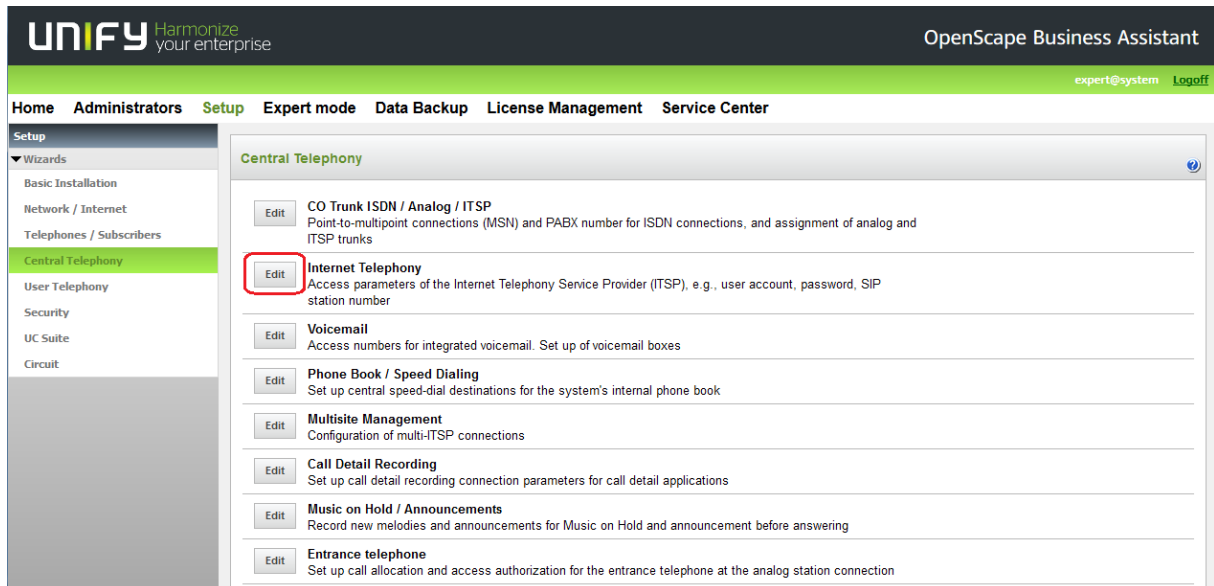 UNIFY Harmonize
your enterprise
OpenScape Business Assistant
expert@system Logoff
Home Administrators Setup Expert mode Data Backup License Management Service Center
Setup
Wizards
Basic Installation
Network / Internet
Telephones / Subscribers
Central Telephony
User Telephony
Security
UC Suite
Circuit
Central Telephony
?
Edit
CO Trunk ISDN / Analog / ITSP
Point-to-multipoint connections (MSN) and PABX number for ISDN connections, and assignment of analog and
ITSP trunks
Edit
Internet Telephony
Access parameters of the Internet Telephony Service Provider (ITSP), e.g., user account, password, SIP
station number
Edit
Voicemail
Access numbers for integrated voicemail. Set up of voicemail boxes
Edit
Phone Book / Speed Dialing
Set up central speed-dial destinations for the system's internal phone book
Edit
Multisite Management
Configuration of multi-ITSP connections
Edit
Call Detail Recording
Set up call detail recording connection parameters for call detail applications
Edit
Music on Hold / Announcements
Record new melodies and announcements for Music on Hold and announcement before answering
Edit
Entrance telephone
Set up call allocation and access authorization for the entrance telephone at the analog station connection